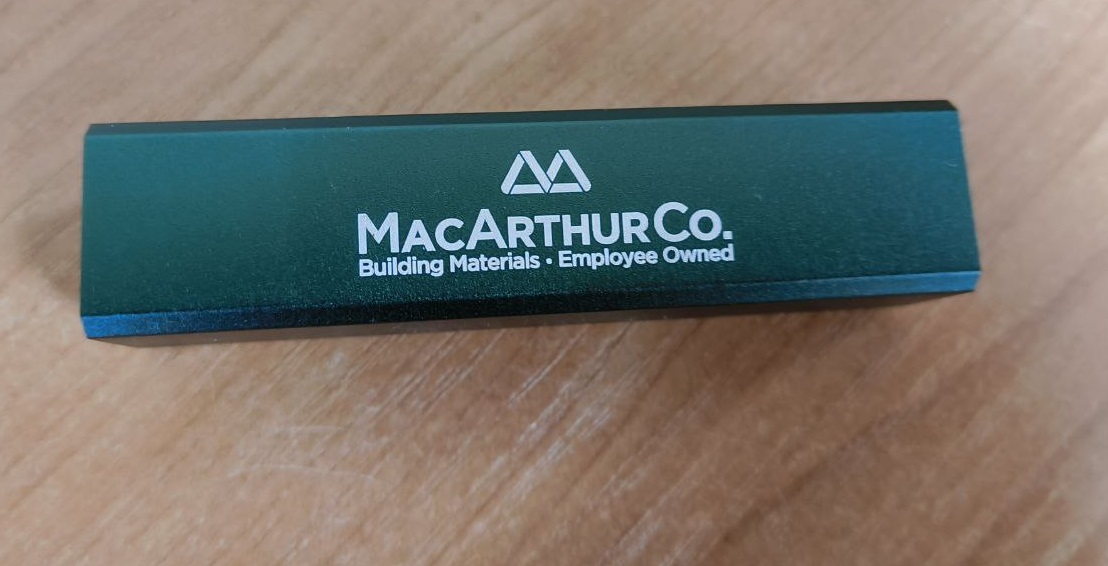 MACARTHUR CO.
Building Materials • Employee Owned